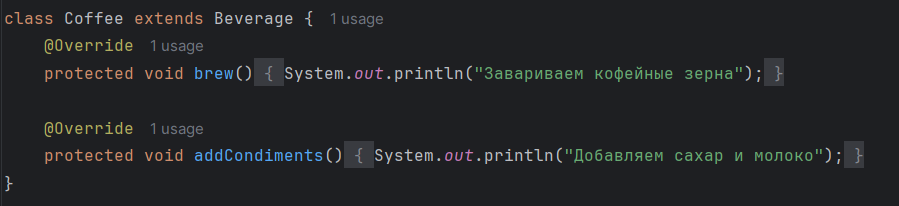 class Coffee extends Beverage { 1 usage
@Override 1 usage
protected void brew() { System.out.println("Завариваем кофейные зерна"); }
@Override 1 usage
protected void addCondiments() { System.out.println("Добавляем сахар и молоко"); }
}